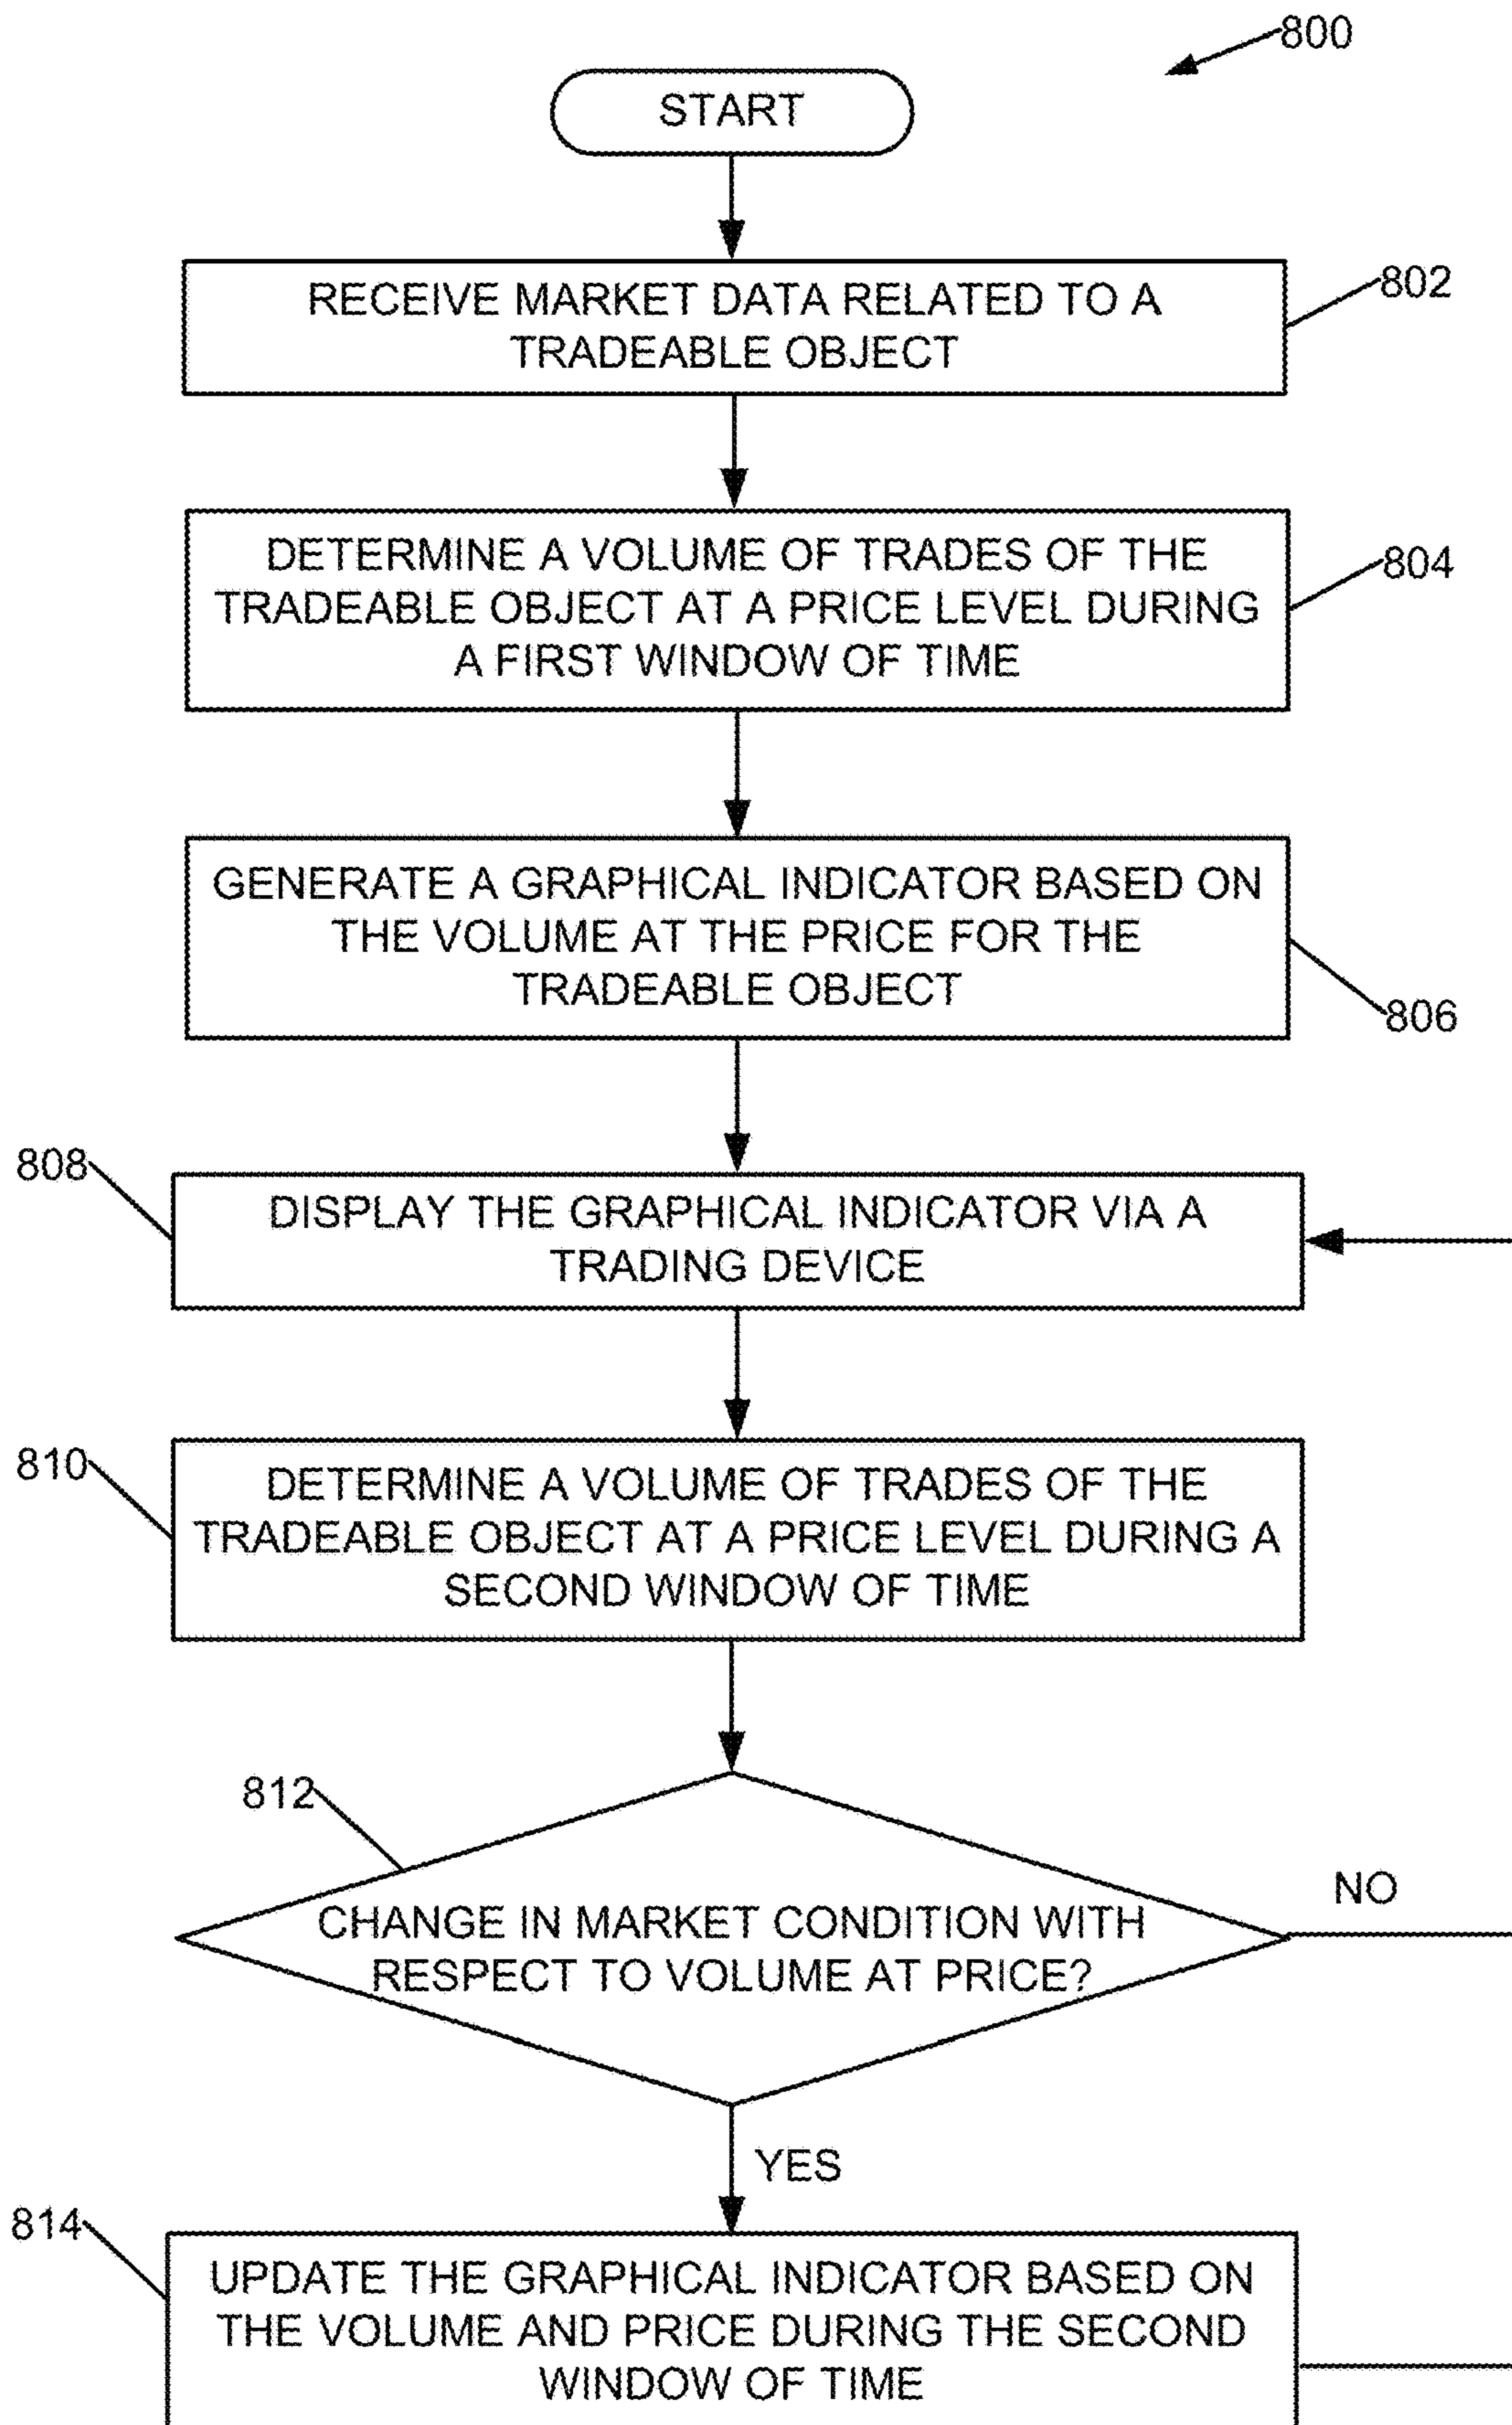 800
START
RECEIVE MARKET DATA RELATED TO A
TRADEABLE OBJECT
802
DETERMINE A VOLUME OF TRADES OF THE
TRADEABLE OBJECT AT A PRICE LEVEL DURING
A FIRST WINDOW OF TIME
804
GENERATE A GRAPHICAL INDICATOR BASED ON
THE VOLUME AT THE PRICE FOR THE
TRADEABLE OBJECT
806
808
DISPLAY THE GRAPHICAL INDICATOR VIA A
TRADING DEVICE
810
DETERMINE A VOLUME OF TRADES OF THE
TRADEABLE OBJECT AT A PRICE LEVEL DURING A
SECOND WINDOW OF TIME
812
CHANGE IN MARKET CONDITION WITH
RESPECT TO VOLUME AT PRICE?
NO
YES
814
UPDATE THE GRAPHICAL INDICATOR BASED ON
THE VOLUME AND PRICE DURING THE SECOND
WINDOW OF TIME